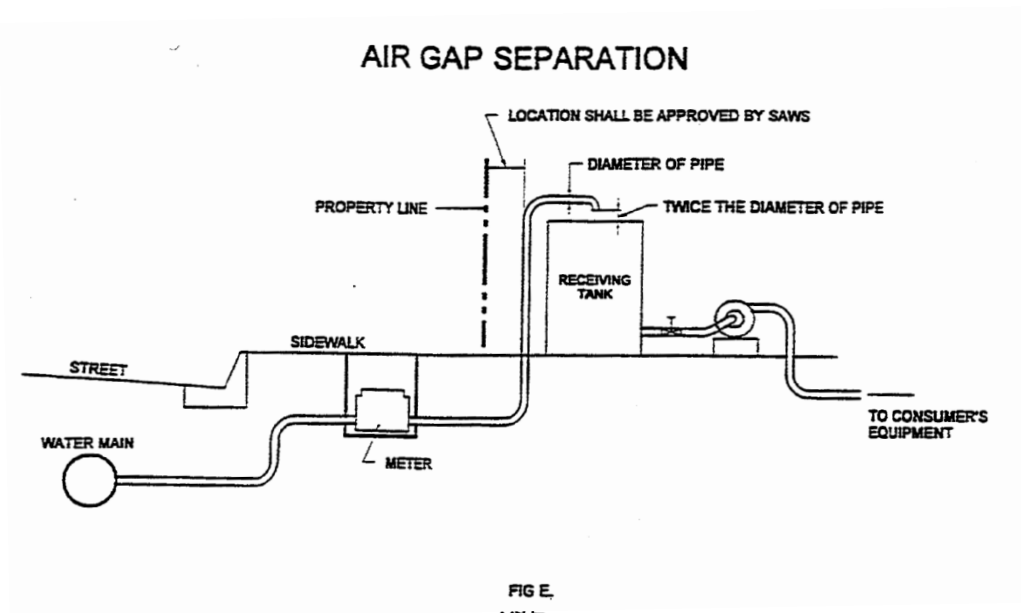 AIR GAP SEPARATION
LOCATION SHALL BE APPROVED BY SAWS
DIAMETER OF PIPE
PROPERTY LINE
TWICE THE DIAMETER OF PIPE
RECEIVING
TANK
SIDEWALK
STREET
TO CONSUMER'S
EQUIPMENT
WATER MAIN
METER
FIG E.